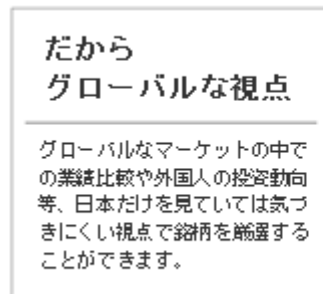 だから
グローバルな視点
グローバルなマーケットの中で
の業績比較や外国人の投資動向
等、日本だけを見ていては気づ
きにくい視点で銘柄を厳選する
ことができます。